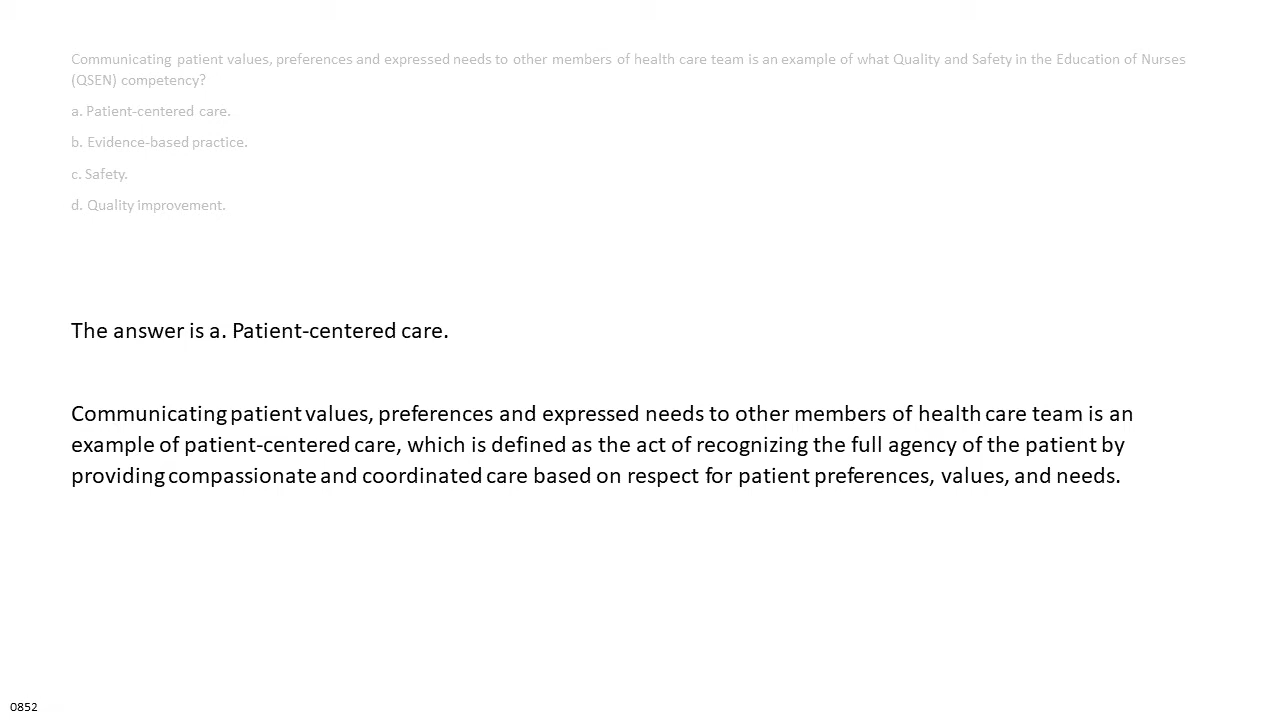 Communicating patient values, preferences and expressed needs to other members of health care team is an example of what Quality and Safety in the Education of Nurses
(QSEN) competency?
a. Patient-centered care.
b. Evidence-based practice.
c. Safety.
d. Quality improvement.
The answer is a. Patient-centered care.
Communicating patient values, preferences and expressed needs to other members of health care team is an
example of patient-centered care, which is defined as the act of recognizing the full agency of the patient by
providing compassionate and coordinated care based on respect for patient preferences, values, and needs.
0852